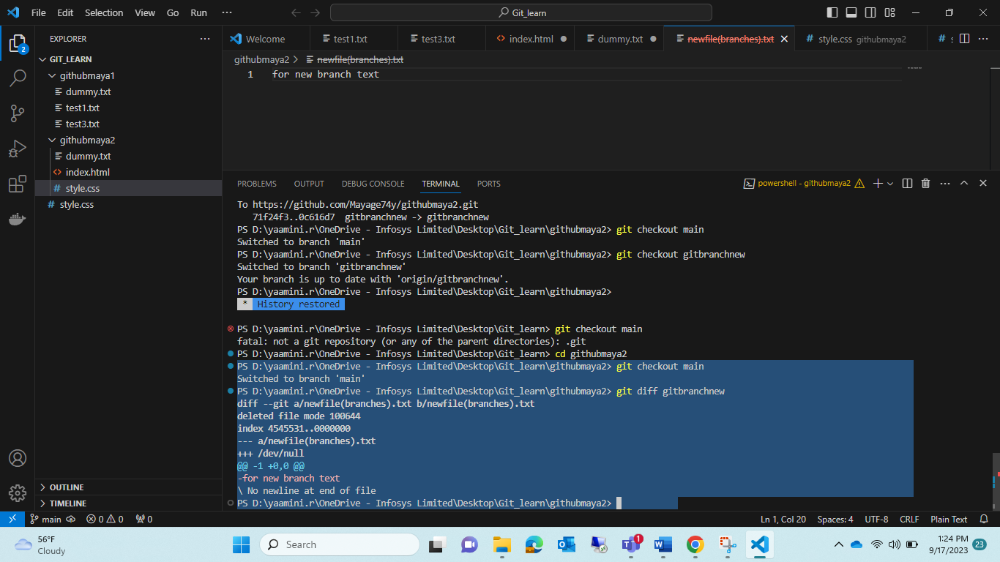 File Edit Selection View Go Run ··· Git_learn
EXPLORER ···
GIT_LEARN
githubmaya1
dummy.txt
test1.txt
test3.txt
githubmaya2
dummy.txt
index.html
style.css
style.css
OUTLINE
TIMELINE
2
Welcome test1.txt test3.txt index.html dummy.txt newfile(branches).txt style.css githubmaya2 # s ···
githubmaya2 > newfile(branches).txt
1 for new branch text
PROBLEMS OUTPUT DEBUG CONSOLE TERMINAL PORTS powershell - githubmaya2
To https://github.com/Mayage74y/githubmaya2.git
71f24f3..0c616d7 gitbranchnew -> gitbranchnew
PS D:\yaamini.r\OneDrive - Infosys Limited\Desktop\Git_learn\githubmaya2> git checkout main
Switched to branch 'main'
PS D:\yaamini.r\OneDrive - Infosys Limited\Desktop\Git_learn\githubmaya2> git checkout gitbranchnew
Switched to branch 'gitbranchnew'
Your branch is up to date with 'origin/gitbranchnew'.
PS D:\yaamini.r\OneDrive - Infosys Limited\Desktop\Git_learn\githubmaya2>
* History restored
PS D:\yaamini.r\OneDrive - Infosys Limited\Desktop\Git_learn> git checkout main
fatal: not a git repository (or any of the parent directories): .git
PS D:\yaamini.r\OneDrive - Infosys Limited\Desktop\Git_learn> cd githubmaya2
PS D:\yaamini.r\OneDrive - Infosys Limited\Desktop\Git_learn\githubmaya2> git checkout main
Switched to branch 'main'
PS D:\yaamini.r\OneDrive - Infosys Limited\Desktop\Git_learn\githubmaya2> git diff gitbranchnew
diff --git a/newfile(branches).txt b/newfile(branches).txt
deleted file mode 100644
index 4545531..0000000
--- a/newfile(branches).txt
+++ /dev/null
@@ -1 +0,0 @@
-for new branch text
\ No newline at end of file
PS D:\yaamini.r\OneDrive - Infosys Limited\Desktop\Git_learn\githubmaya2>
main 0 0 0 Ln 1, Col 20 Spaces: 4 UTF-8 CRLF Plain Text
56°F
Cloudy
Search
1
1:24 PM
9/17/2023
23